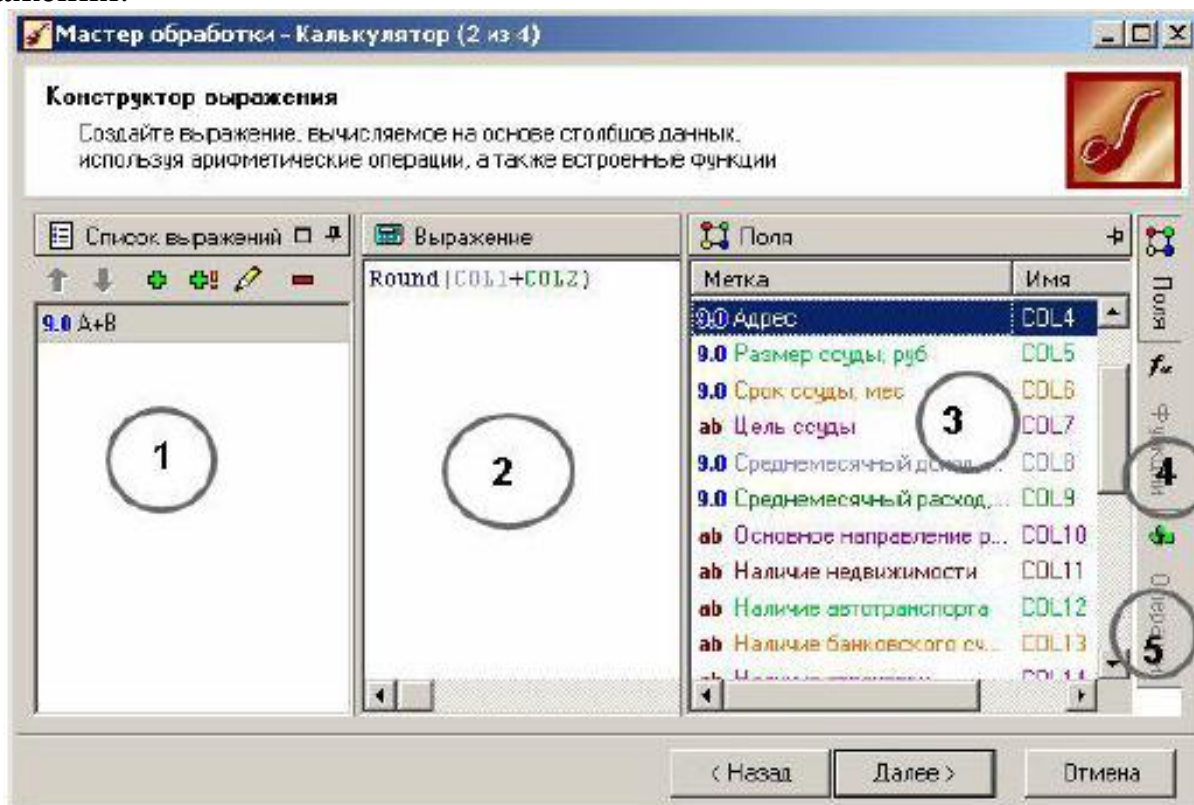 Мастер обработки - Калькулятор (2 из 4)
Конструктор выражения
Создайте выражение, вычисляемое на основе столбцов данных,
используя арифметические операции, а также встроенные функции
Список выражений
Выражение
Поля
Round(COL1+COL2)
Метка Имя
9.0 A+B
9.0 Адрес COL4
9.0 Размер ссуды, руб COL5
9.0 Срок ссуды, мес COL6
ab Цель ссуды COL7
9.0 Среднемесячный доход,... COL8
9.0 Среднемесячный расход,... COL9
ab Основное направление р... COL10
ab Наличие недвижимости COL11
ab Наличие автотранспорта COL12
ab Наличие банковского сч... COL13
COL14
Поля
Функции
1
2
3
4
5
< Назад
Далее >
Отмена